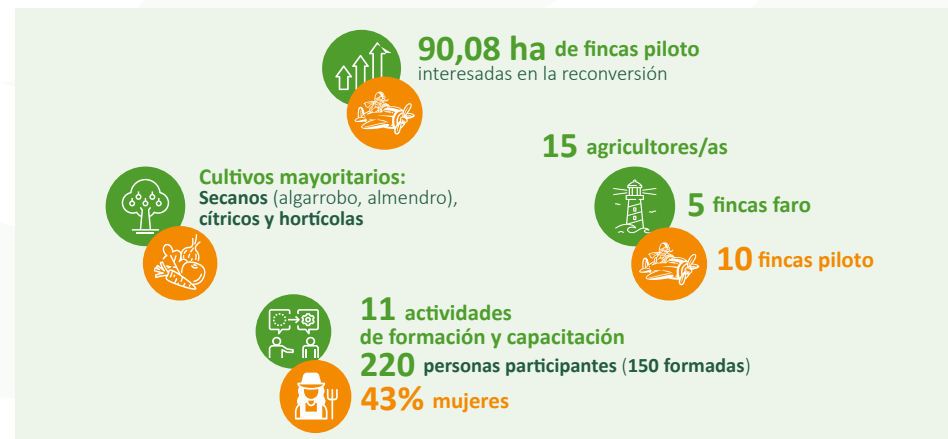 90,08 ha de fincas piloto
interesadas en la reconversión
15 agricultores/as
Cultivos mayoritarios:
Secanos (algarrobo, almendro),
cítricos y hortícolas
5 fincas faro
10 fincas piloto
11 actividades
de formación y capacitación
220 personas participantes (150 formadas)
43% mujeres